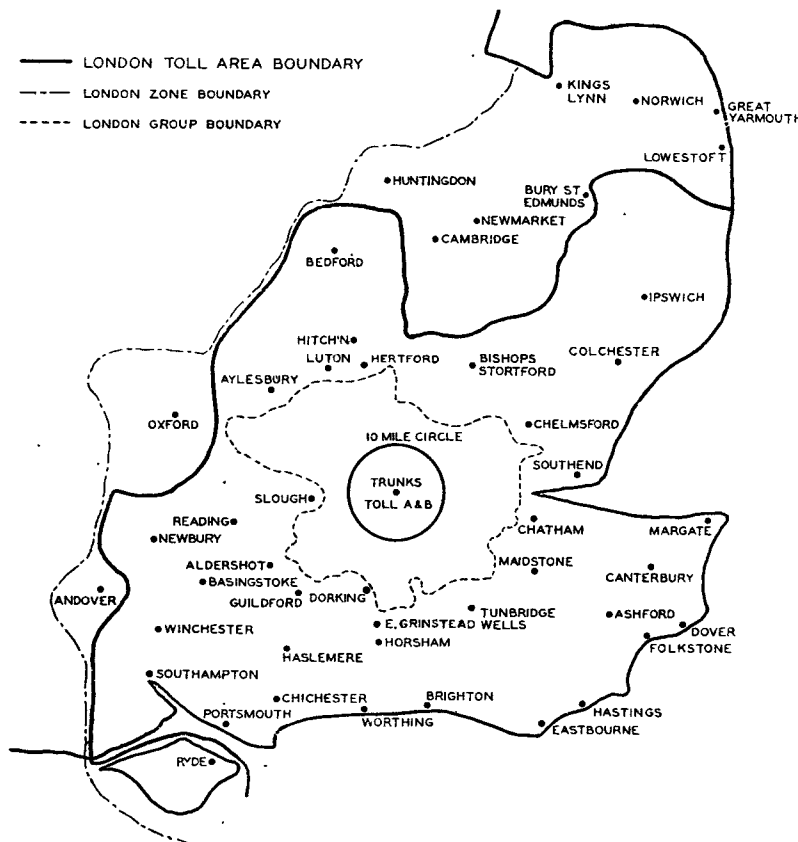 LONDON TOLL AREA BOUNDARY
LONDON ZONE BOUNDARY
LONDON GROUP BOUNDARY
KINGS
LYNN
NORWICH
GREAT
YARMOUTH
LOWESTOFT
HUNTINGDON
BURY ST
EDMUNDS
NEWMARKET
CAMBRIDGE
BEDFORD
IPSWICH
HITCH'N
LUTON
HERTFORD
BISHOPS
STORTFORD
COLCHESTER
AYLESBURY
OXFORD
CHELMSFORD
10 MILE CIRCLE
SOUTHEND
TRUNKS
TOLL A & B
SLOUGH
READING
NEWBURY
CHATHAM
MARGATE
ALDERSHOT
BASINGSTOKE
MAIDSTONE
CANTERBURY
ANDOVER
GUILDFORD
DORKING
TUNBRIDGE
WELLS
ASHFORD
E. GRINSTEAD
WINCHESTER
HORSHAM
DOVER
FOLKSTONE
HASLEMERE
SOUTHAMPTON
CHICHESTER
BRIGHTON
HASTINGS
PORTSMOUTH
WORTHING
EASTBOURNE
RYDE